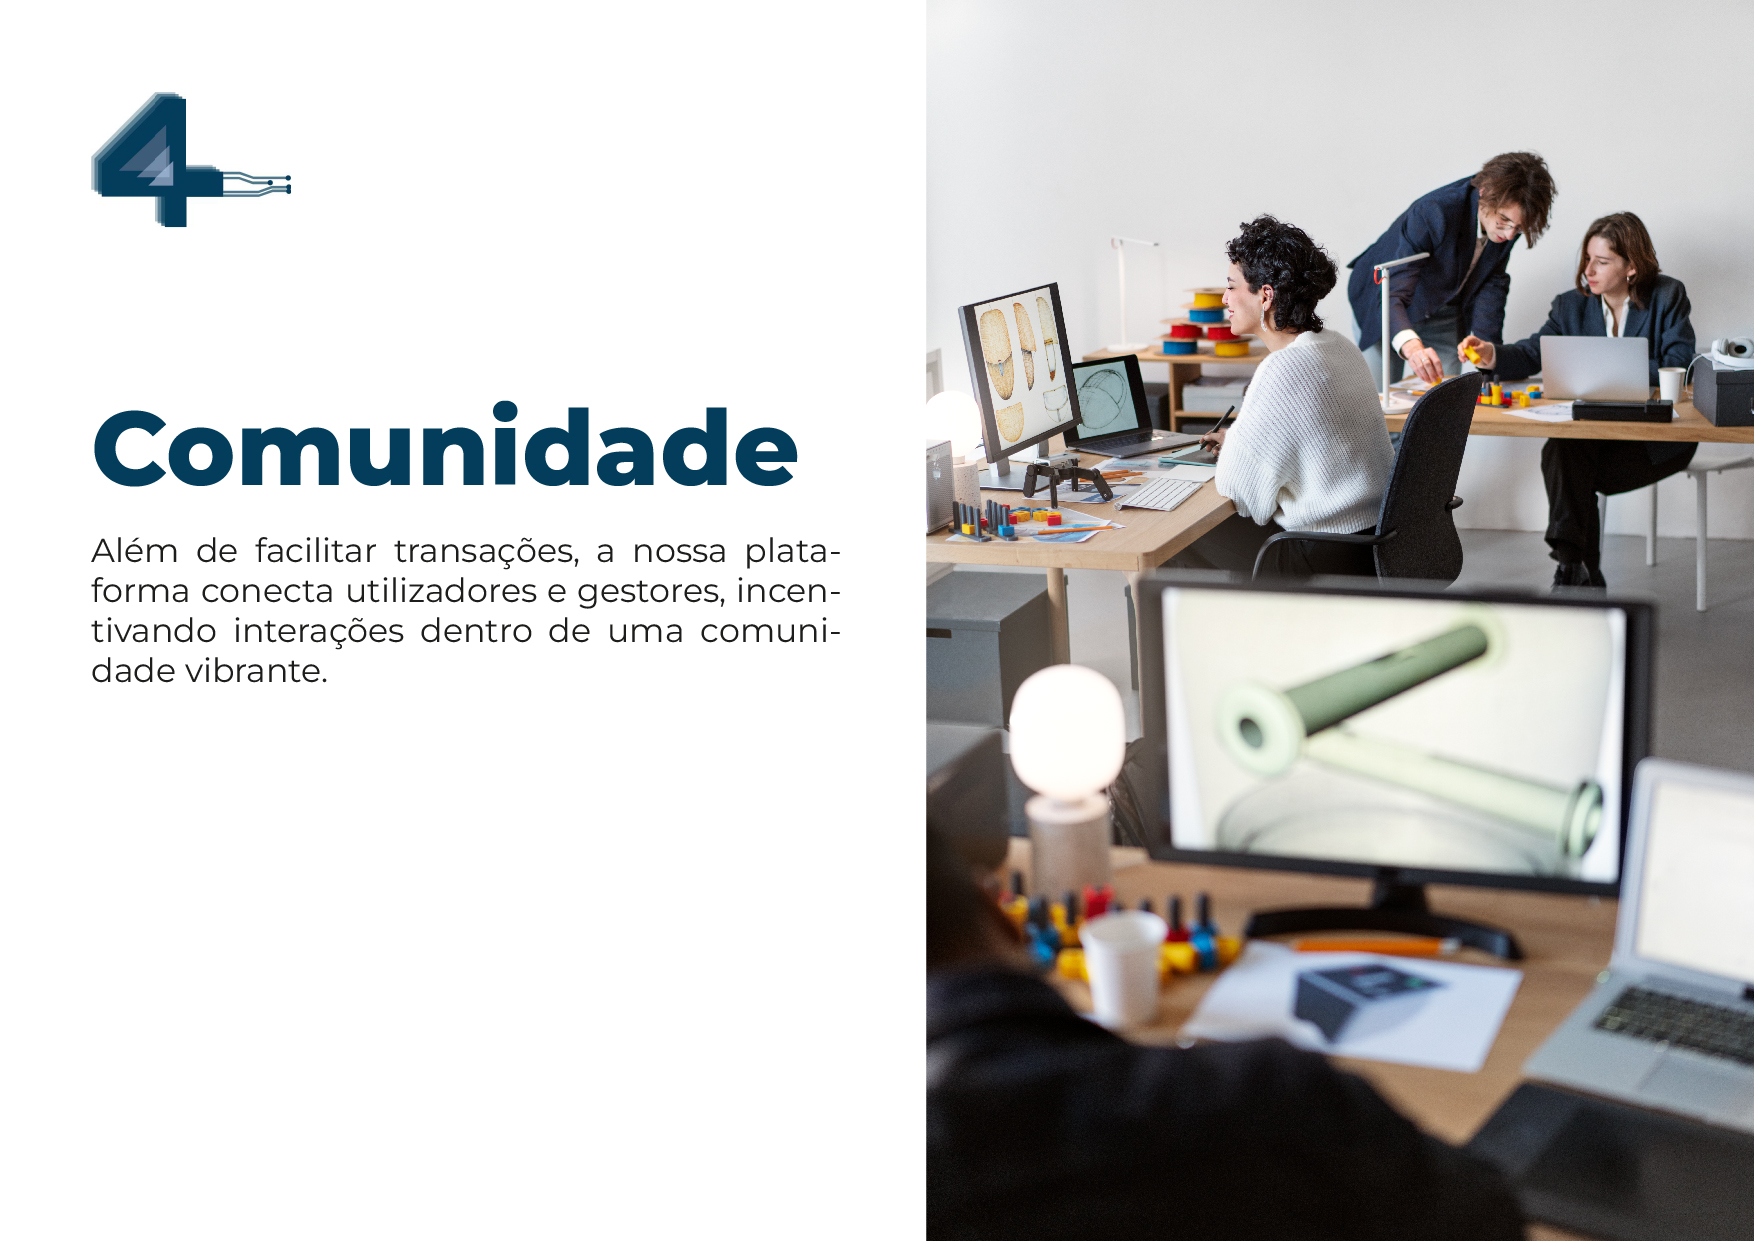 4
Comunidade
Além de facilitar transações, a nossa plata-
forma conecta utilizadores e gestores, incen-
tivando interações dentro de uma comuni-
dade vibrante.